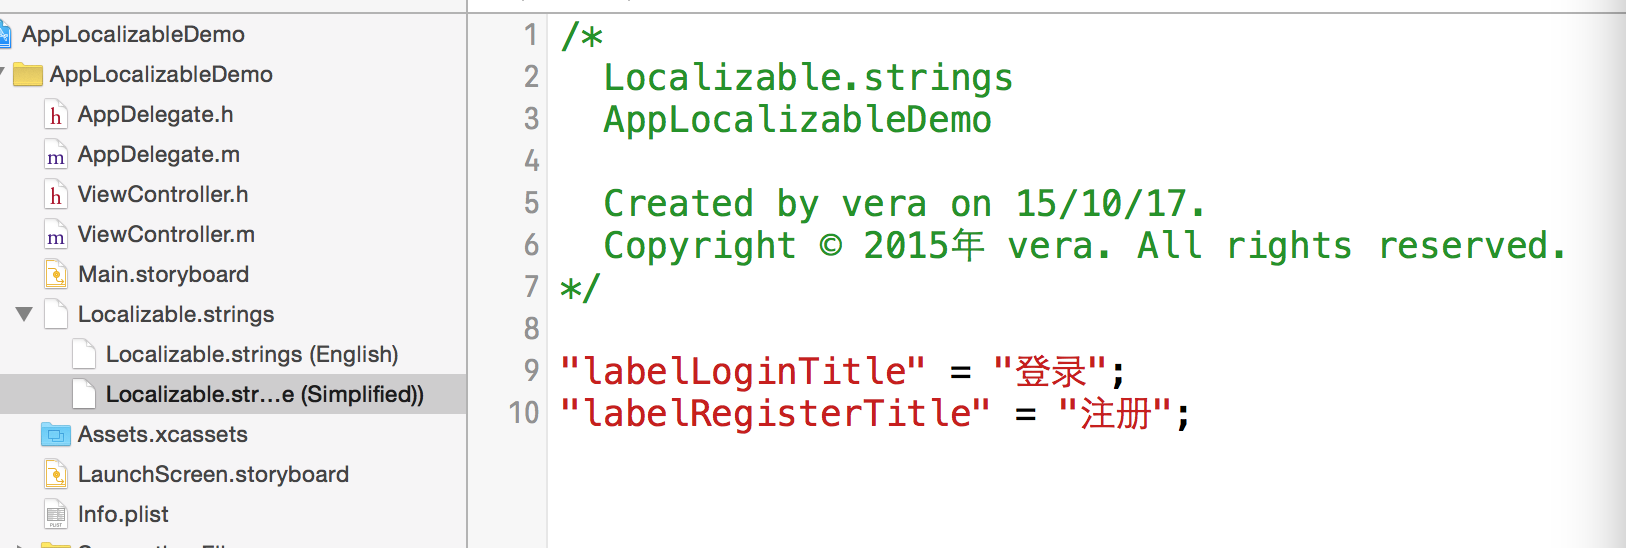 AppLocalizableDemo
AppLocalizableDemo
h AppDelegate.h
m AppDelegate.m
h ViewController.h
m ViewController.m
Main.storyboard
Localizable.strings
Localizable.strings (English)
Localizable.str...e (Simplified))
Assets.xcassets
LaunchScreen.storyboard
Info.plist
1 /*
2 Localizable.strings
3 AppLocalizableDemo
4
5 Created by vera on 15/10/17.
6 Copyright © 2015年 vera. All rights reserved.
7 */
8
9 "labelLoginTitle" = "登录";
10 "labelRegisterTitle" = "注册";